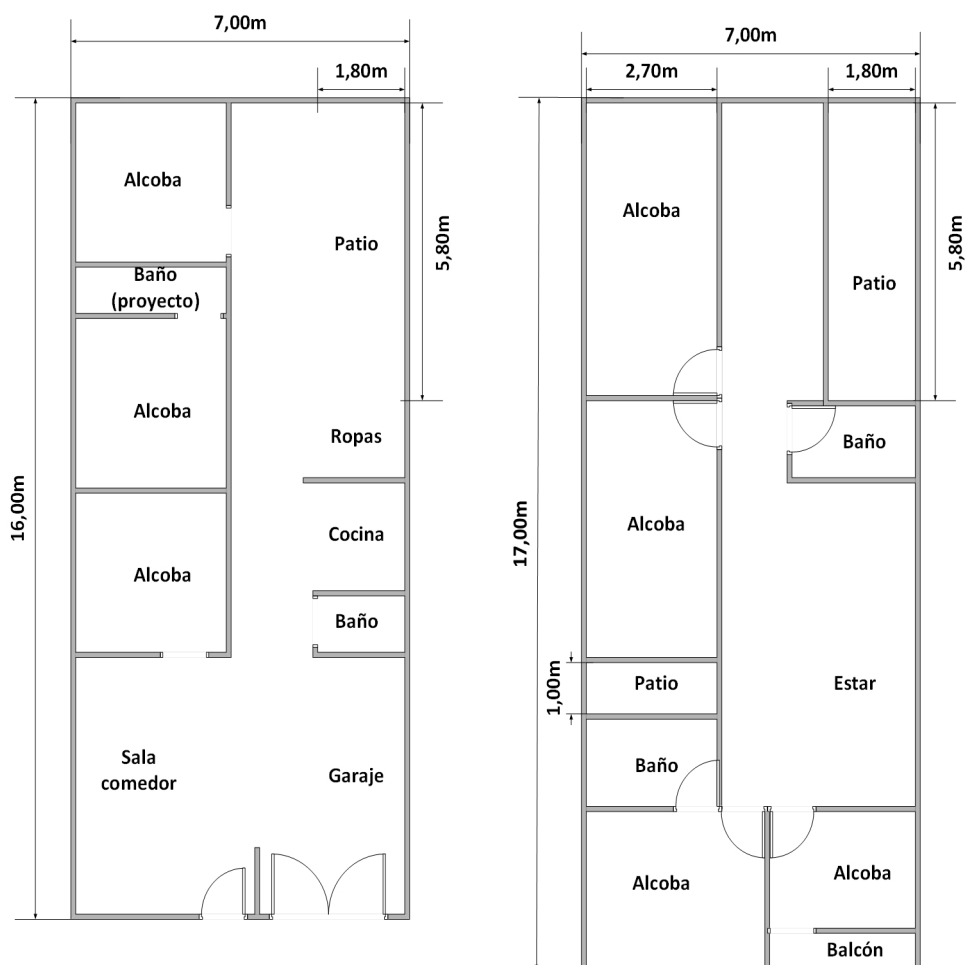 7,00m
1,80m
16,00m
5,80m
Alcoba
Patio
Baño
(proyecto)
Alcoba
Ropas
Cocina
Alcoba
Baño
Sala
comedor
Garaje
7,00m
2,70m
1,80m
17,00m
5,80m
Alcoba
Patio
Baño
Alcoba
1,00m
Patio
Estar
Baño
Alcoba
Alcoba
Balcón